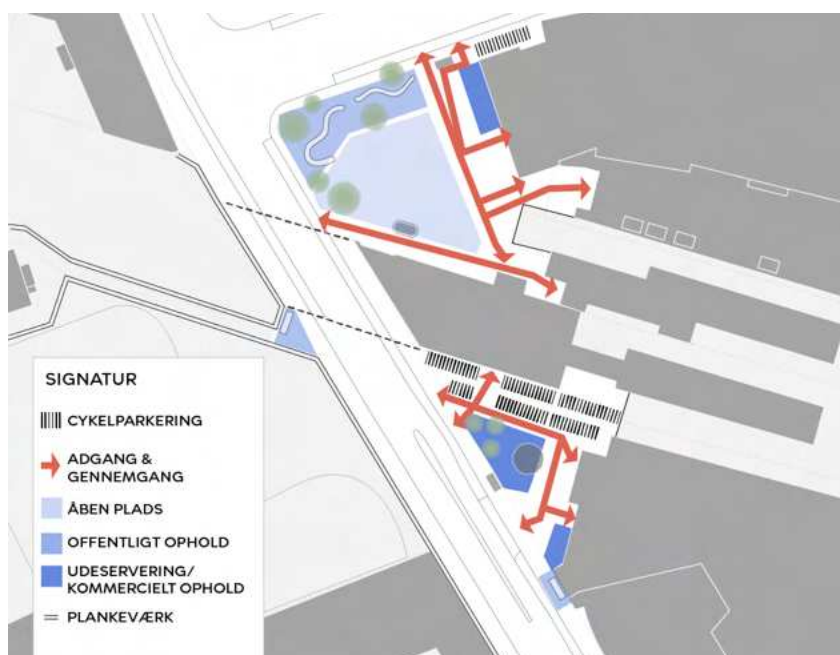 SIGNATUR
CYKELPARKERING
ADGANG &
GENNEMGANG
ÅBEN PLADS
OFFENTLIGT OPHOLD
UDESERVERING/
KOMMERCIELT OPHOLD
PLANKEVÆRK